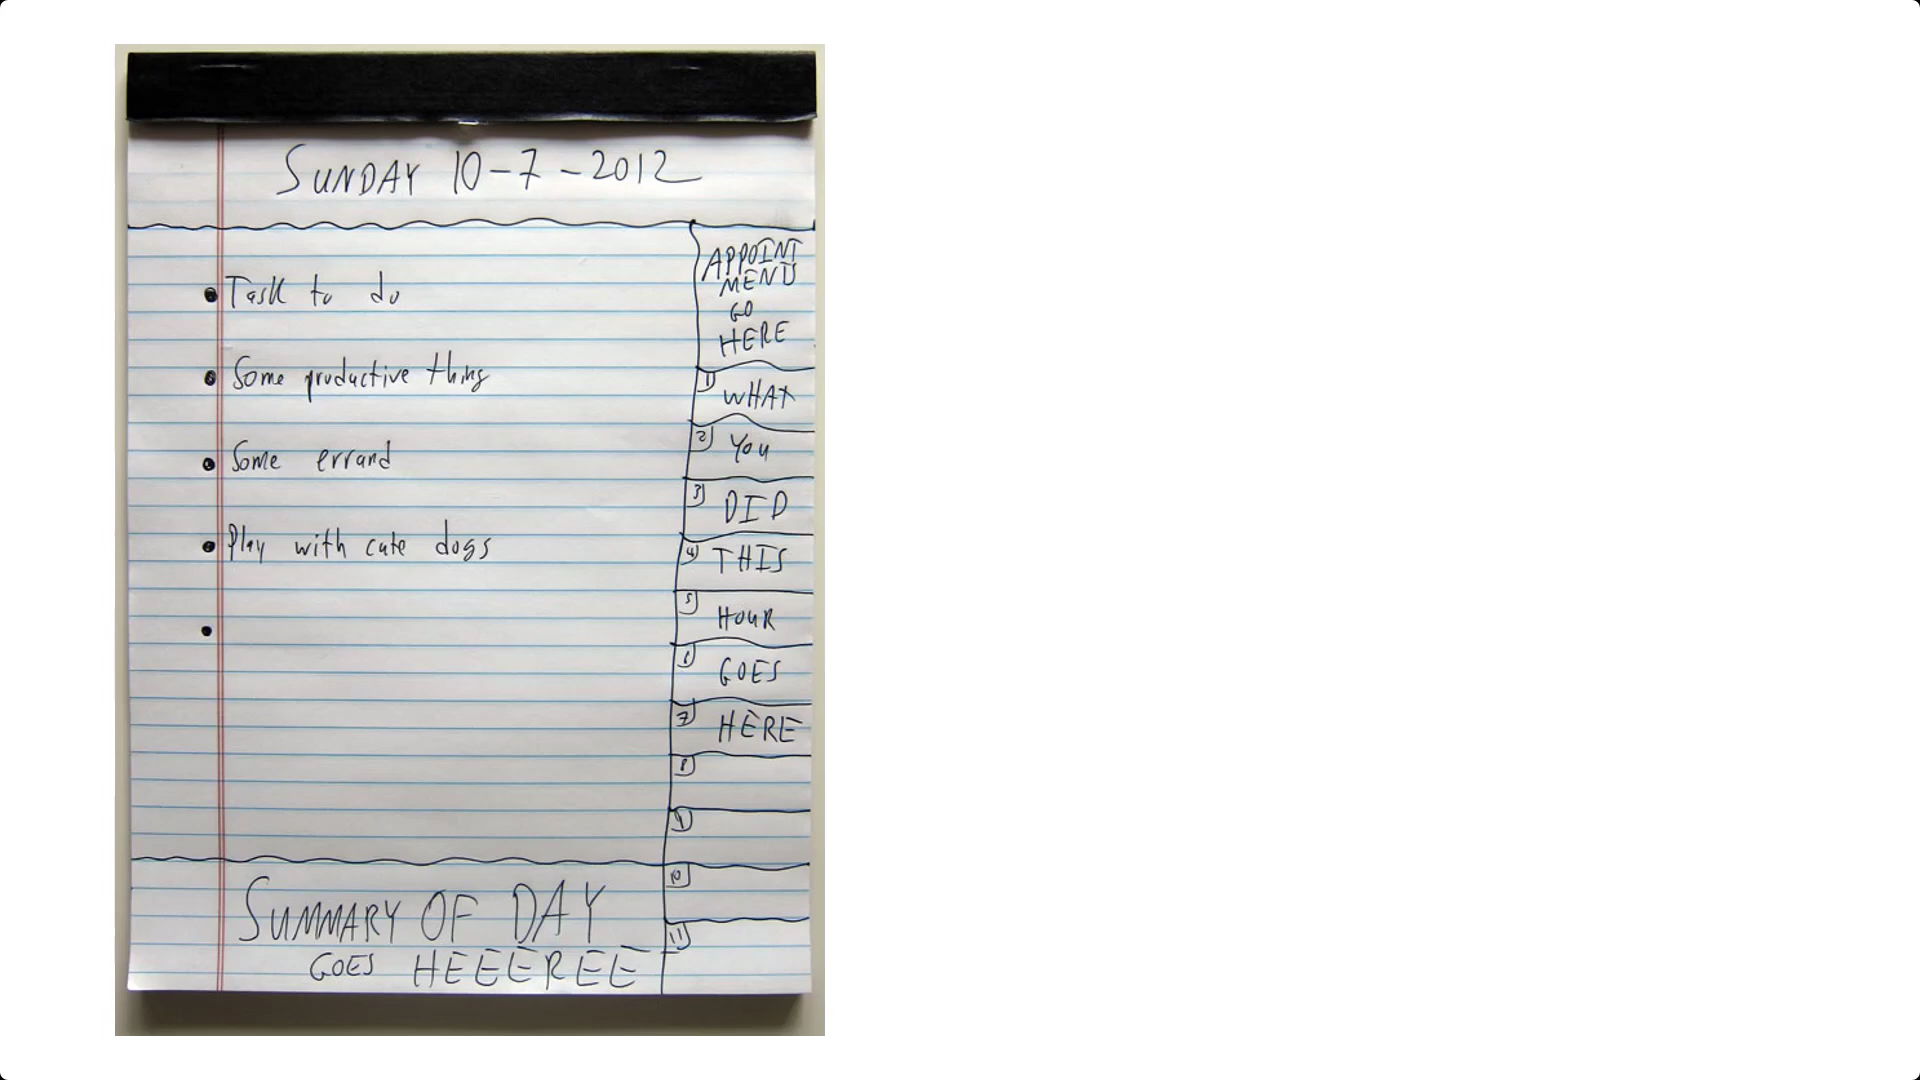 SUNDAY 10-7-2012
• Task to do
• Some productive thing
• Some errand
• Play with cute dogs
•
APPOINT
MENTS
GO
HERE
1 WHAT
2 YOU
3 DID
4 THIS
5 HOUR
6 GOES
7 HERE
8
9
10
11
SUMMARY OF DAY
GOES HEEEREE